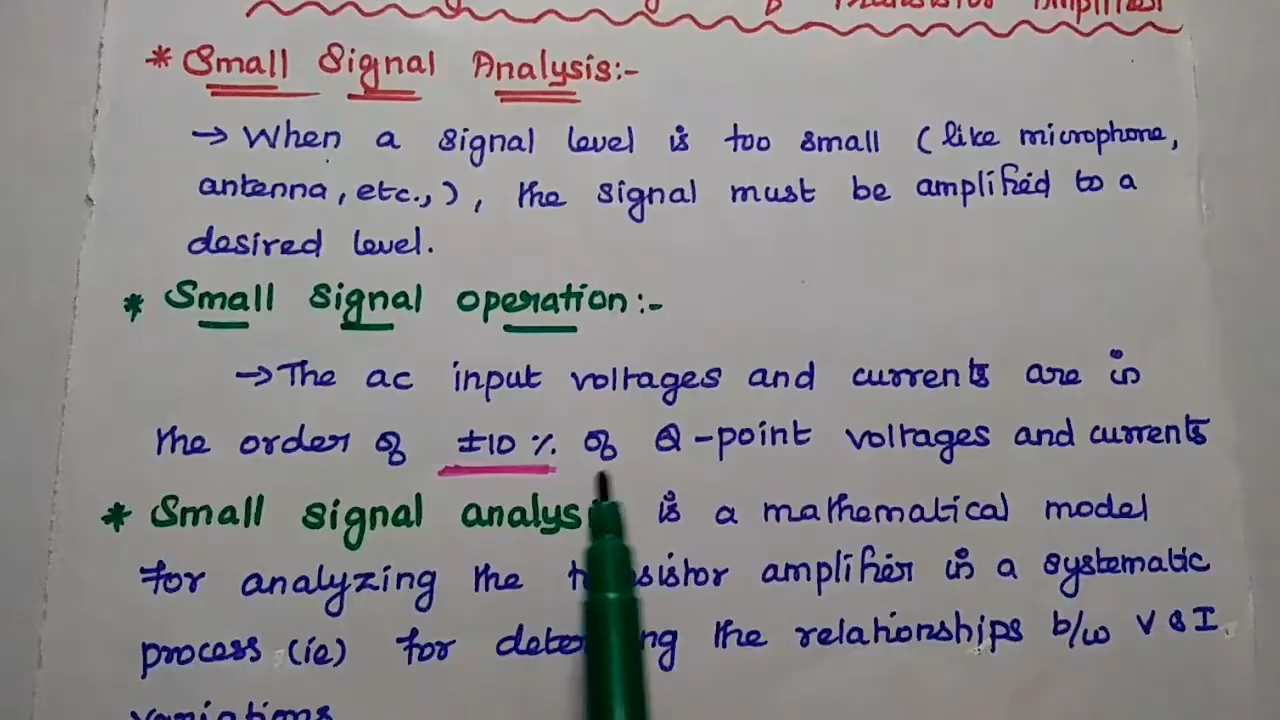 Transistor Amplifier
* Small Signal Analysis:-
→ When a signal level is too small (like microphone,
antenna, etc.,), the signal must be amplified to a
desired level.
* Small signal operation:-
→ The ac input voltages and currents are in
the order of ±10% of Q-point voltages and currents
* Small signal analys is a mathematical model
for analyzing the amplifier in a systematic
process (ie) for the relationships b/w V & I
variations